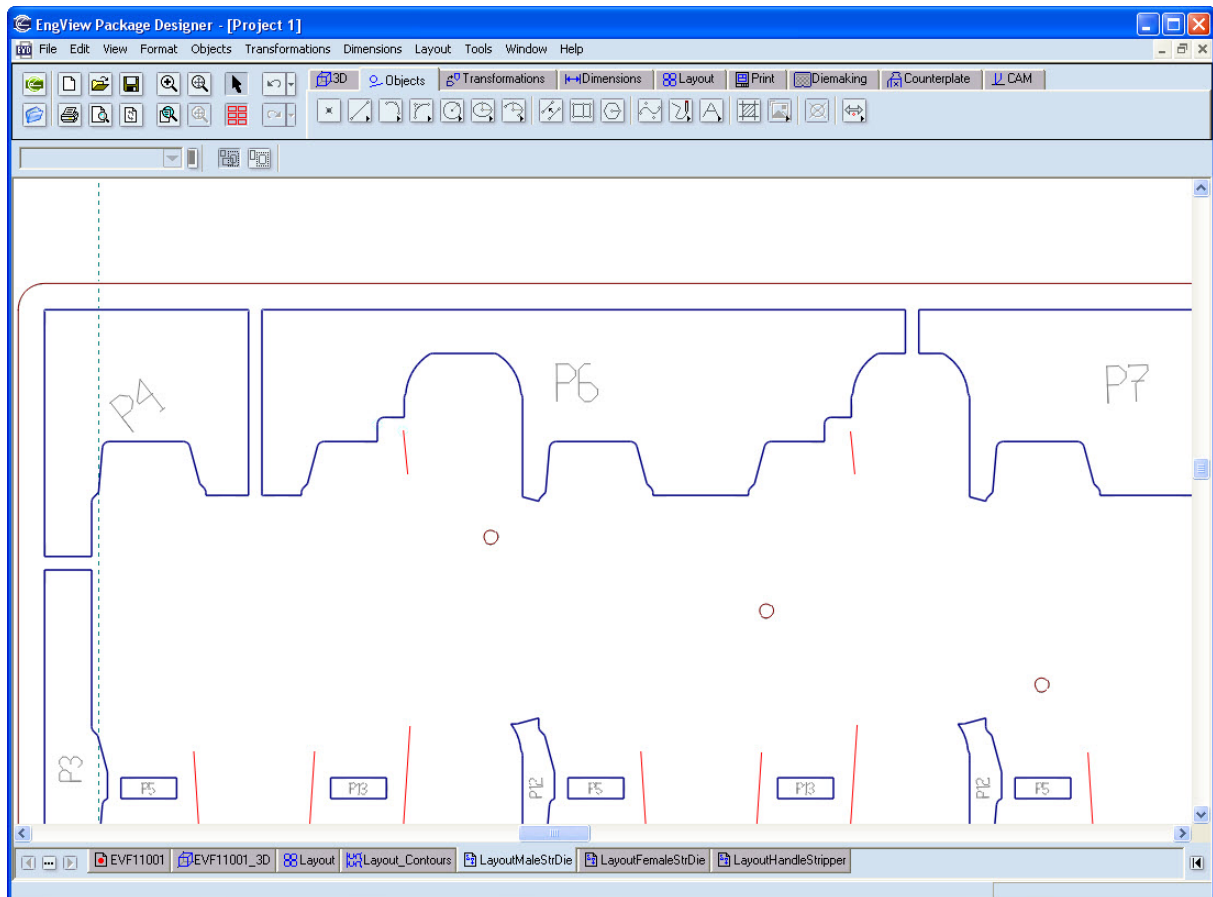 EngView Package Designer - [Project 1]
File Edit View Format Objects Transformations Dimensions Layout Tools Window Help
3D Objects Transformations Dimensions Layout Print Diemaking Counterplate CAM
P4
P6
P7
P3
P5
P13
P12
P5
P13
P12
P5
EVF11001 EVF11001_3D Layout Layout_Contours LayoutMaleStrDie LayoutFemaleStrDie LayoutHandleStripper